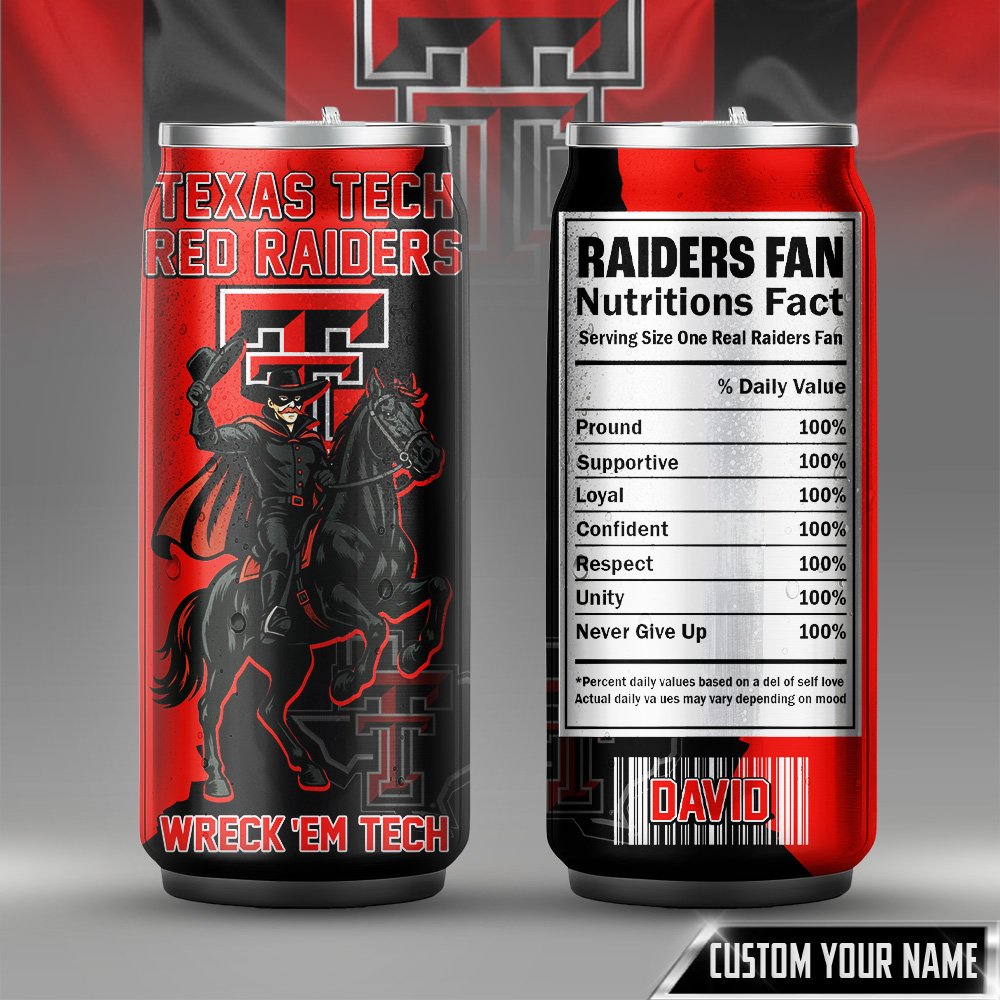 TEXAS TECH
RED RAIDERS
WRECK 'EM TECH
RAIDERS FAN
Nutritions Fact
Serving Size One Real Raiders Fan
% Daily Value
Pround 100%
Supportive 100%
Loyal 100%
Confident 100%
Respect 100%
Unity 100%
Never Give Up 100%
*Percent daily values based on a del of self love
Actual daily va ues may vary depending on mood
DAVID
CUSTOM YOUR NAME